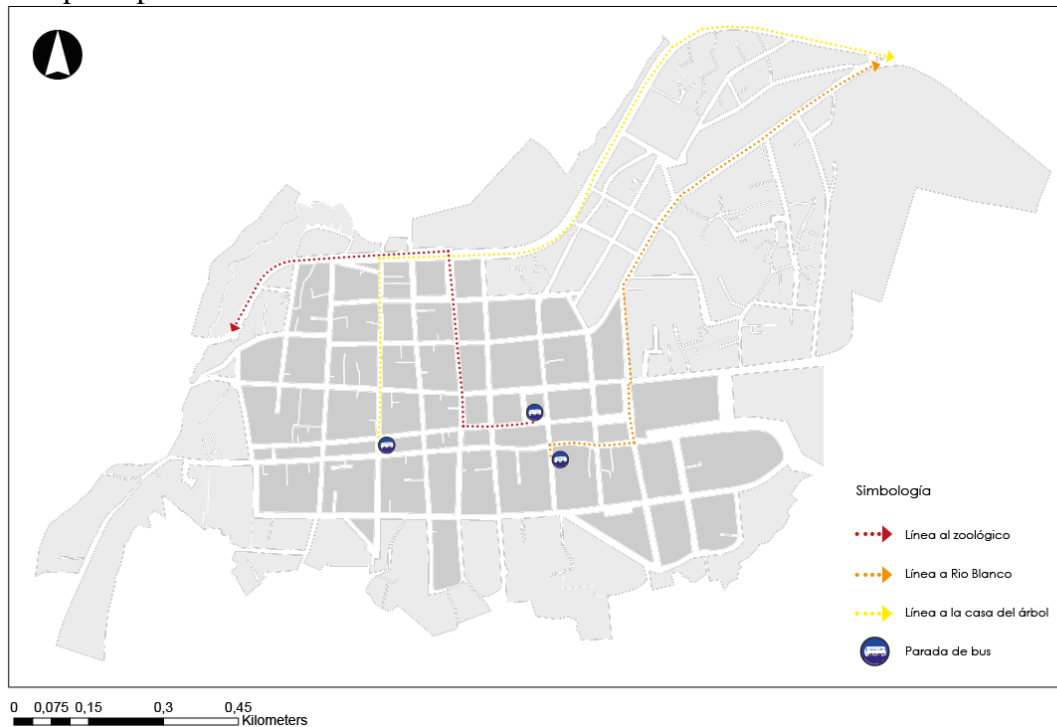 Simbología
Línea al zoológico
Línea a Rio Blanco
Línea a la casa del árbol
Parada de bus
0 0,075 0,15 0,3 0,45
Kilometers